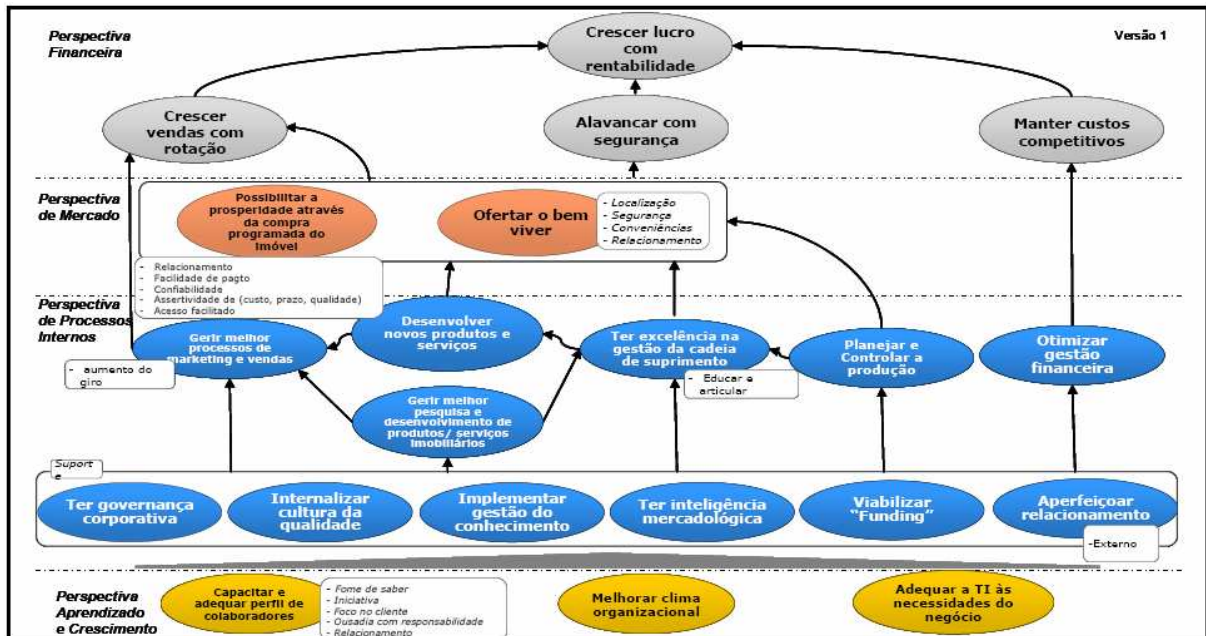 Perspectiva
Financeira
Crescer lucro
com
rentabilidade
Versão 1
Crescer
vendas com
rotação
Alavancar com
segurança
Manter custos
competitivos
Perspectiva
de Mercado
Possibilitar a
prosperidade através
da compra
programada do
imóvel
Ofertar o bem
viver
- Localização
- Segurança
- Conveniências
- Relacionamento
- Relacionamento
- Facilidade de pagto
- Confiabilidade
- Assertividade de (custo, prazo, qualidade)
- Acesso facilitado
Perspectiva
de Processos
Internos
Gerir melhor
processos de
marketing e vendas
- aumento do
giro
Desenvolver
novos produtos e
serviços
Ter excelência na
gestão da cadeia
de suprimento
- Educar e
articular
Planejar e
Controlar a
produção
Otimizar
gestão
financeira
Gerir melhor
pesquisa e
desenvolvimento de
produtos/ serviços
imobiliários
Suport
e
Ter governança
corporativa
Internalizar
cultura da
qualidade
Implementar
gestão do
conhecimento
Ter inteligência
mercadológica
Viabilizar
"Funding"
Aperfeiçoar
relacionamento
-Externo
Perspectiva
Aprendizado
e Crescimento
Capacitar e
adequar perfil de
colaboradores
- Fome de saber
- Iniciativa
- Foco no cliente
- Ousadia com responsabilidade
- Relacionamento
Melhorar clima
organizacional
Adequar a TI às
necessidades do
negócio